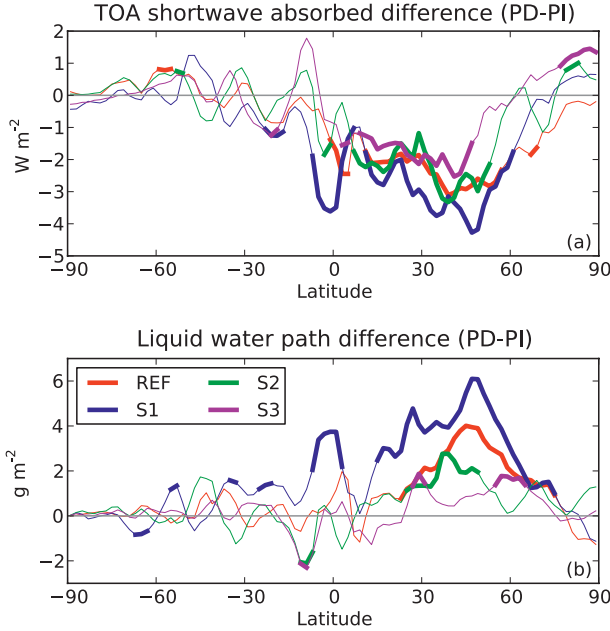 TOA shortwave absorbed difference (PD-PI)
2
1
0
−1
−2
−3
−4
−5
W m-2
(a)
−90 −60 −30 0 30 60 90
Latitude
Liquid water path difference (PD-PI)
REF S2
S1 S3
6
4
2
0
−2
g m-2
(b)
−90 −60 −30 0 30 60 90
Latitude